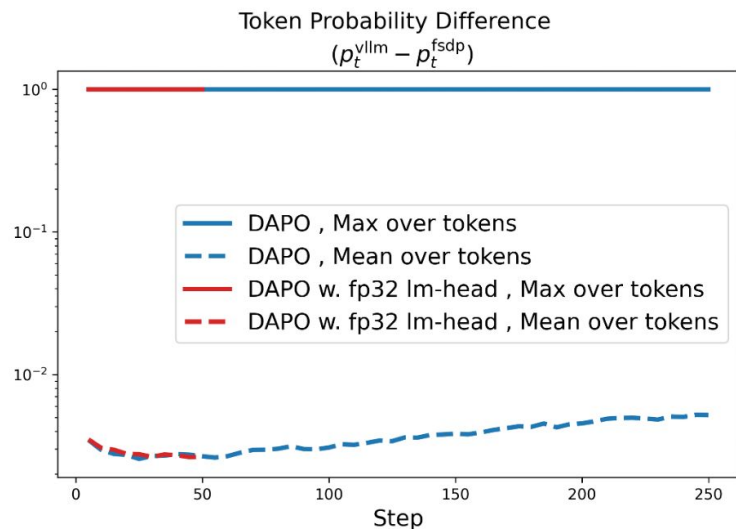 Token Probability Difference
(p_t^vllm − p_t^fsdp)
10⁰
10⁻¹
10⁻²
DAPO , Max over tokens
DAPO , Mean over tokens
DAPO w. fp32 lm-head , Max over tokens
DAPO w. fp32 lm-head , Mean over tokens
0 50 100 150 200 250
Step